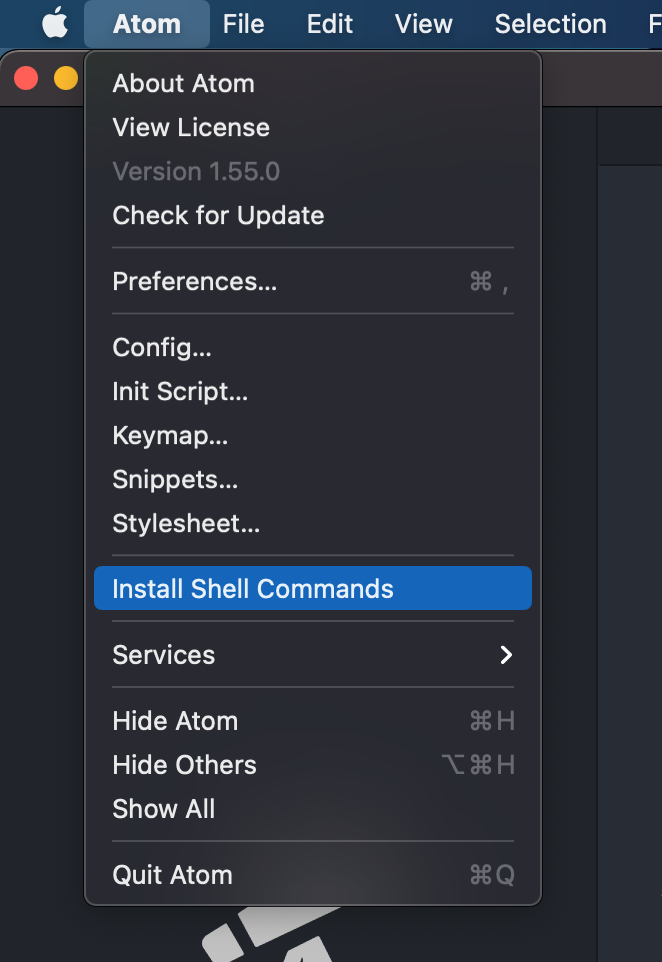 Atom File Edit View Selection F
About Atom
View License
Version 1.55.0
Check for Update
Preferences... ⌘ ,
Config...
Init Script...
Keymap...
Snippets...
Stylesheet...
Install Shell Commands
Services
Hide Atom ⌘H
Hide Others ⌥⌘H
Show All
Quit Atom ⌘Q